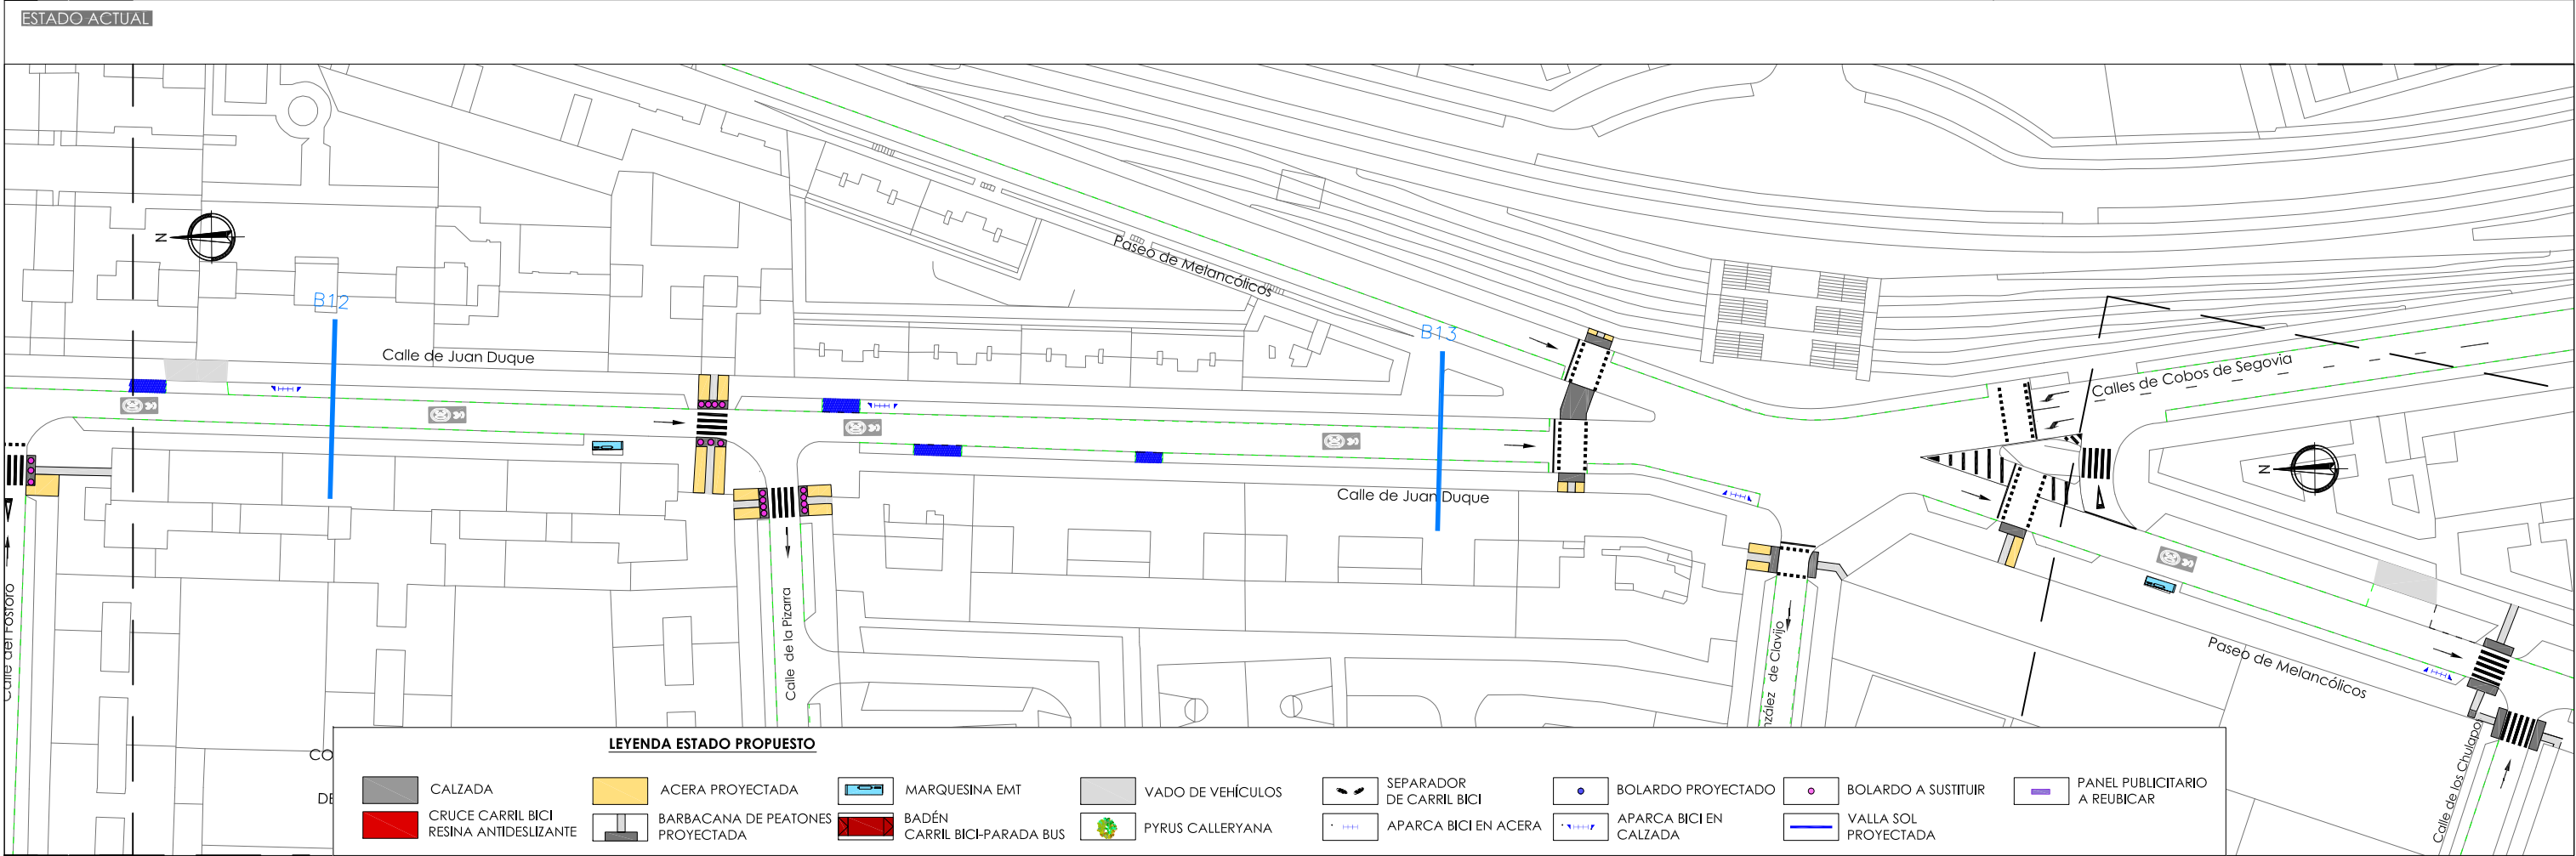 ESTADO ACTUAL
N
B12
Calle de Juan Duque
Paseo de Melancólicos
B13
Calles de Cobos de Segovia
N
Calle de Juan Duque
Calle del Fosforo
Calle de la Pizarra
nzález de Clavijo
Paseo de Melancólicos
Calle de los Chulapos
CO
DE
LEYENDA ESTADO PROPUESTO
CALZADA
CRUCE CARRIL BICI
RESINA ANTIDESLIZANTE
ACERA PROYECTADA
BARBACANA DE PEATONES
PROYECTADA
MARQUESINA EMT
BADÉN
CARRIL BICI-PARADA BUS
VADO DE VEHÍCULOS
PYRUS CALLERYANA
SEPARADOR
DE CARRIL BICI
APARCA BICI EN ACERA
BOLARDO PROYECTADO
APARCA BICI EN
CALZADA
BOLARDO A SUSTITUIR
VALLA SOL
PROYECTADA
PANEL PUBLICITARIO
A REUBICAR